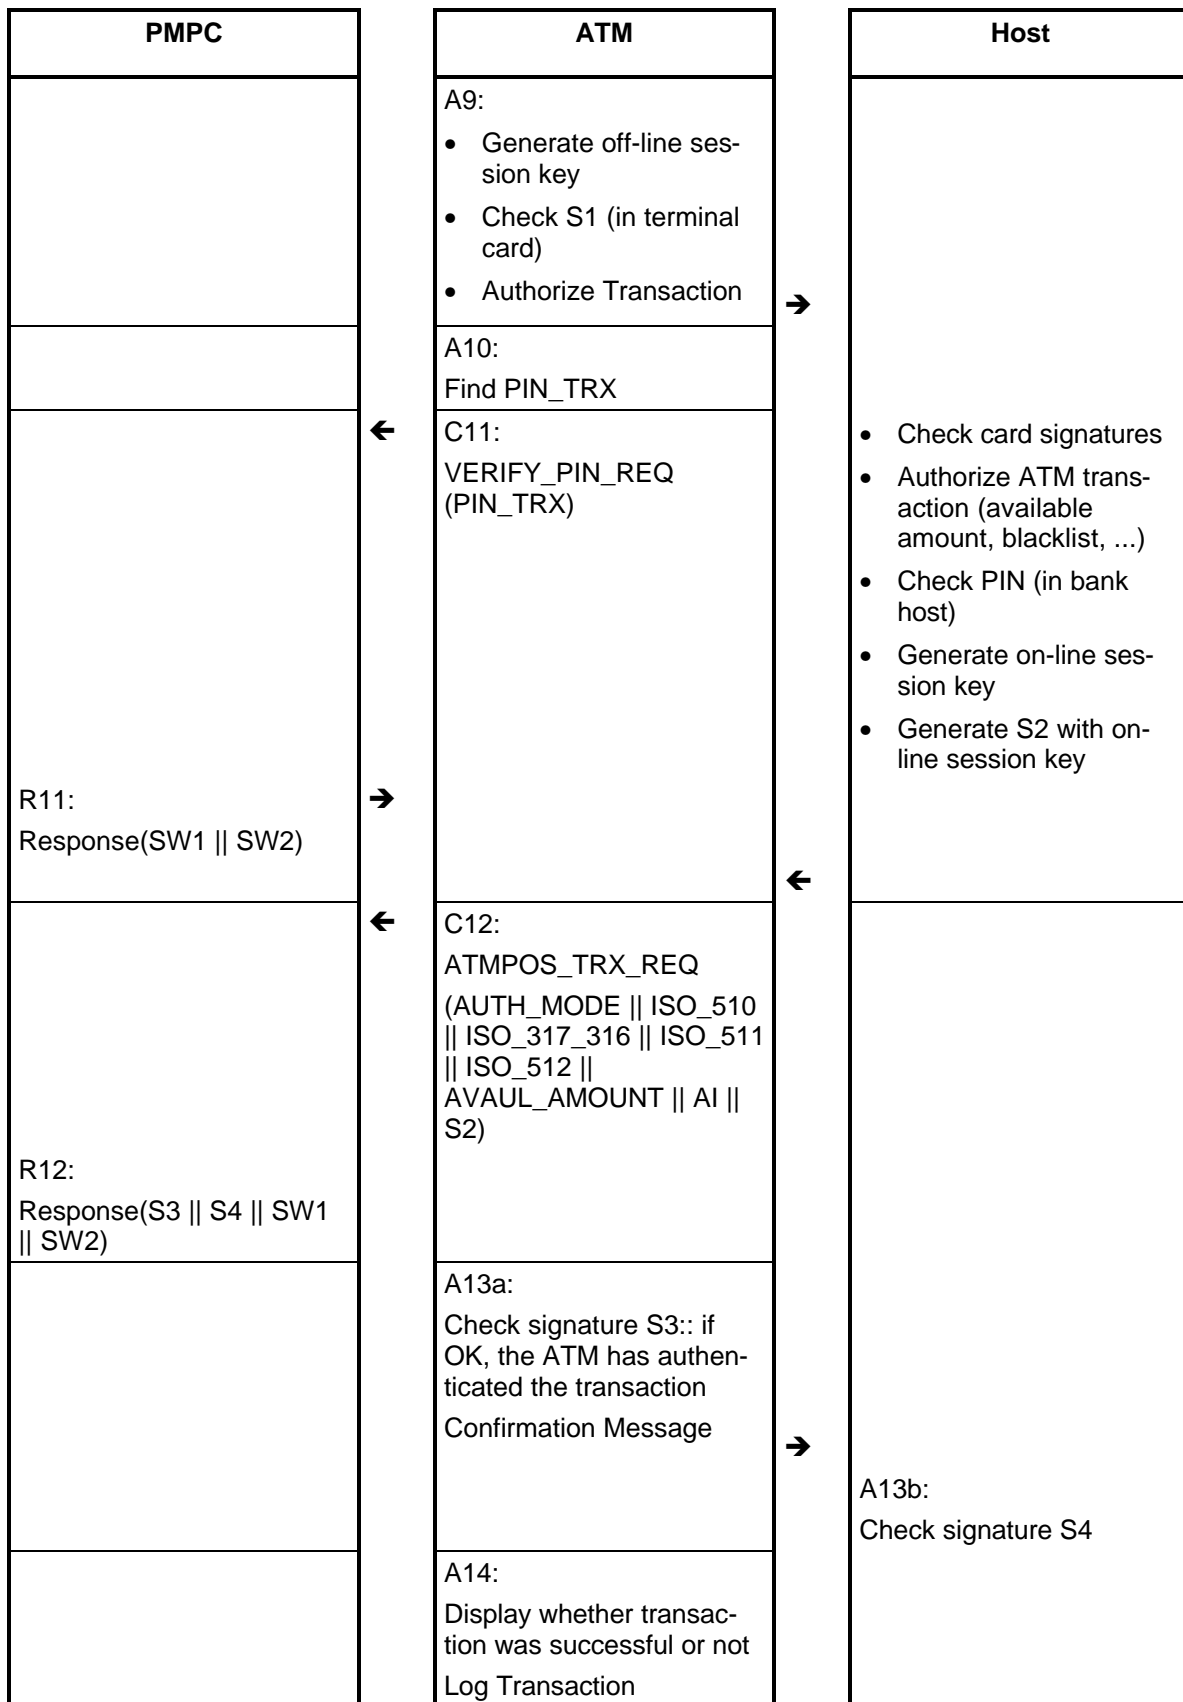 PMPC
ATM
Host
A9:
• Generate off-line ses-
sion key
• Check S1 (in terminal
card)
• Authorize Transaction
➔
A10:
Find PIN_TRX
🡸
C11:
VERIFY_PIN_REQ
(PIN_TRX)
• Check card signatures
• Authorize ATM trans-
action (available
amount, blacklist, ...)
• Check PIN (in bank
host)
• Generate on-line ses-
sion key
• Generate S2 with on-
line session key
R11:
➔
Response(SW1 || SW2)
🡸
🡸
C12:
ATMPOS_TRX_REQ
(AUTH_MODE || ISO_510
|| ISO_317_316 || ISO_511
|| ISO_512 ||
AVAUL_AMOUNT || AI ||
S2)
R12:
Response(S3 || S4 || SW1
|| SW2)
A13a:
Check signature S3:: if
OK, the ATM has authen-
ticated the transaction
Confirmation Message
➔
A13b:
Check signature S4
A14:
Display whether transac-
tion was successful or not
Log Transaction